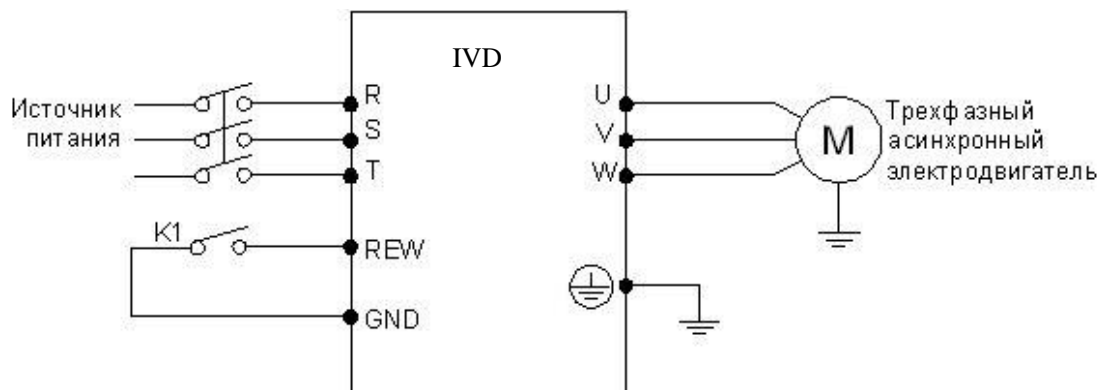 IVD
Источник
питания
R
S
T
K1
REW
GND
U
V
W
M
Трехфазный
асинхронный
электродвигатель